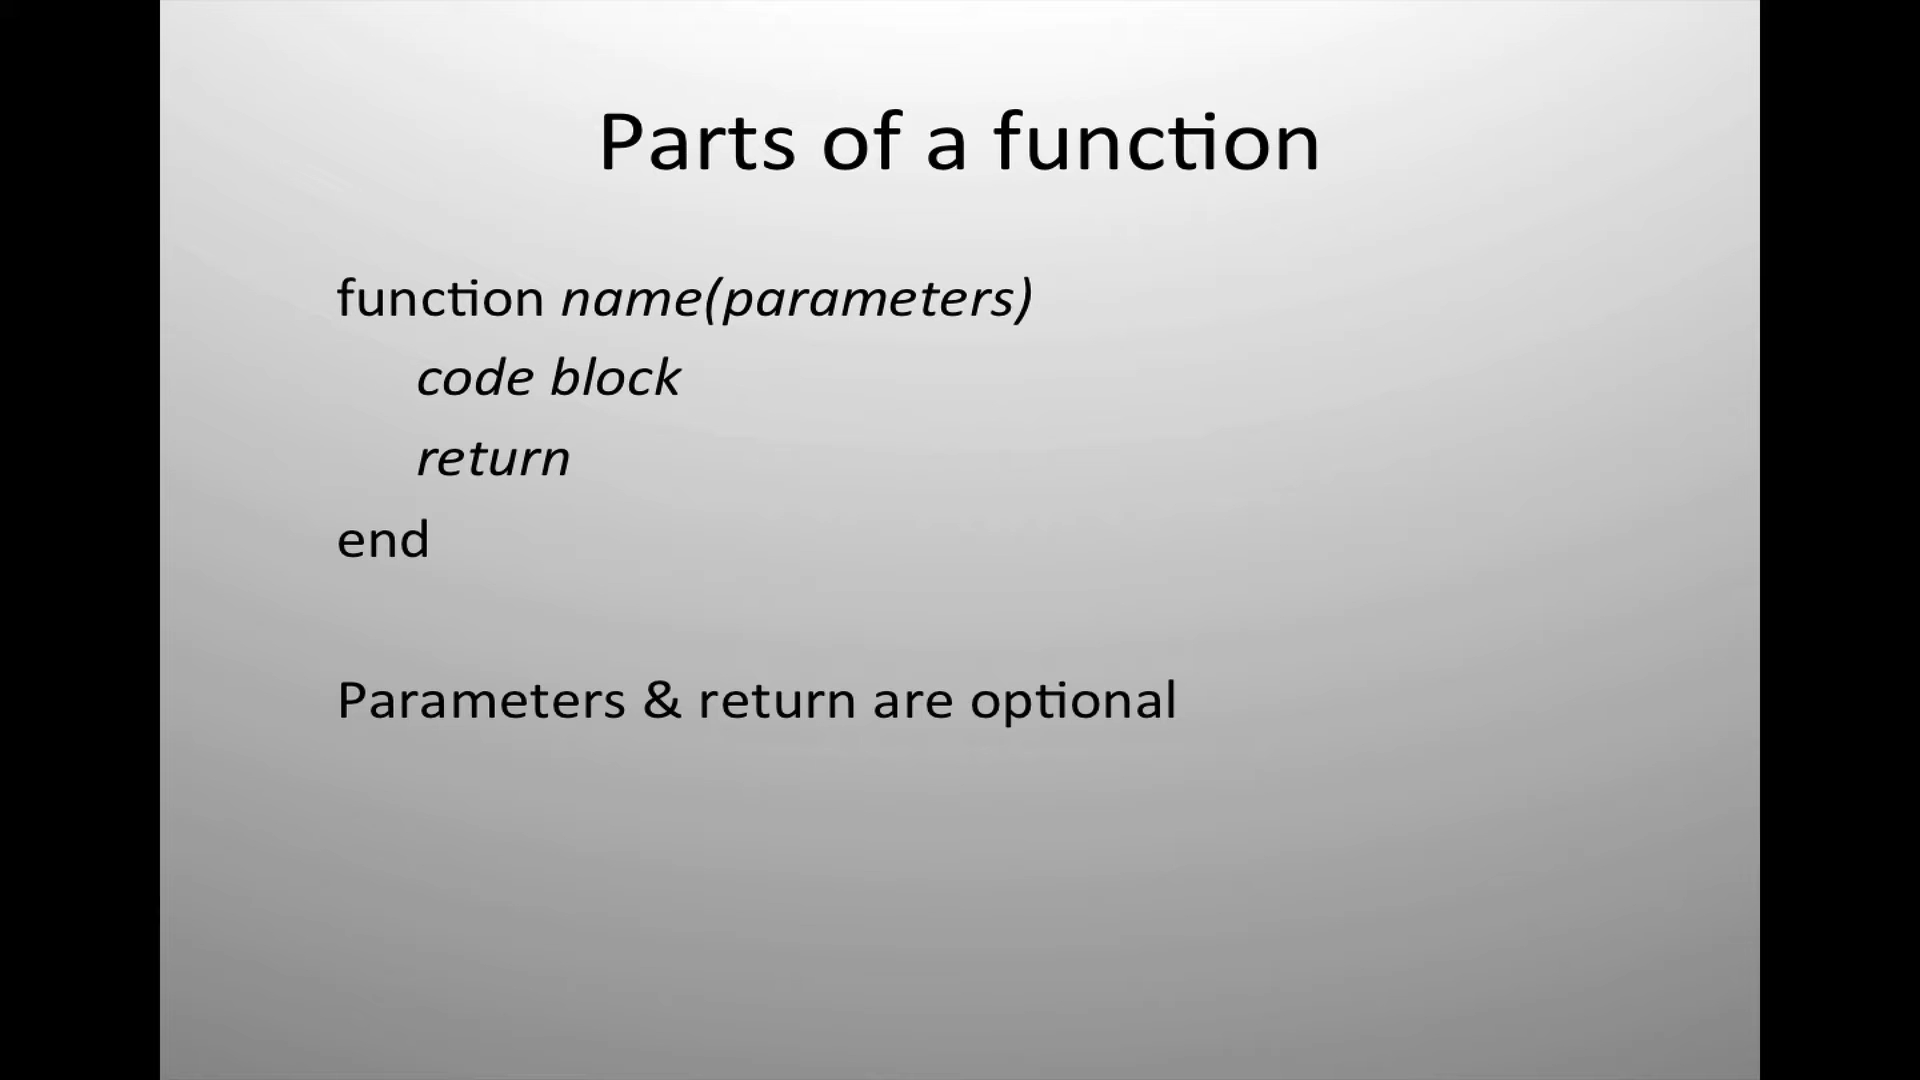 Parts of a function
function name(parameters)
code block
return
end
Parameters & return are optional